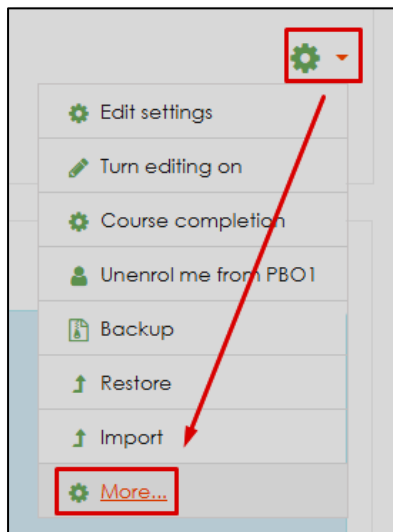 Edit settings
Turn editing on
Course completion
Unenrol me from PBO1
Backup
Restore
Import
More...